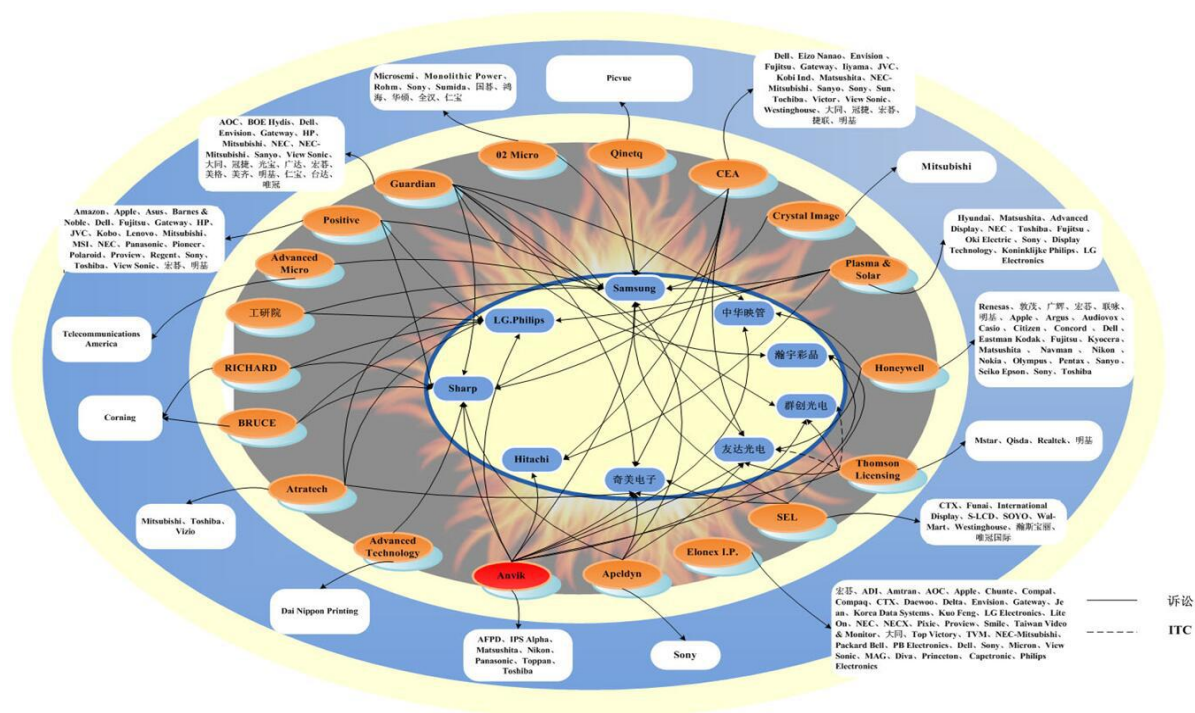 Microsemi、Monolithic Power、
Rohm、Sony、Sumida、国碁、鸿
海、华硕、全汉、仁宝
Picvue
Dell、Eizo Nanao、Envision 、
Fujitsu、Gateway、Iiyama、JVC、
Kobi Ind、Matsushita、NEC-
Mitsubishi、Sanyo、Sony、Sun、
Tochiba、Victor、View Sonic、
Westinghouse、大同、冠捷、宏碁、
捷联、明基
AOC、BOE Hydis、Dell、
Envision、Gateway、HP、
Mitsubishi、NEC、NEC-
Mitsubishi、Sanyo、View Sonic、
大同、冠捷、光宝、广达、宏碁、
美格、美齐、明基、仁宝、台达、
唯冠
θ2 Micro
Qinetq
CEA
Mitsubishi
Guardian
Crystal Image
Amazon、Apple、Asus、Barnes &
Noble、Dell、Fujitsu、Gateway、HP、
JVC、Kobo、Lenovo、Mitsubishi、
MSI、NEC、Panasonic、Pioneer、
Polaroid、Proview、Regent、Sony、
Toshiba、View Sonic、宏碁、明基
Positive
Hyundai、Matsushita、Advanced
Display、NEC 、Toshiba、Fujitsu、
Oki Electric 、Sony 、Display
Technology、Koninklijke Philips、LG
Electronics
Advanced
Micro
Plasma &
Solar
Samsung
工研院
LG.Philips
中华映管
Renesas、敦茂、广辉、宏碁、联咏、
明基 、Apple、Argus、Audiovox、
Casio 、Citizen 、Concord 、Dell 、
Eastman Kodak、Fujitsu、Kyocera、
Matsushita 、Navman 、Nikon 、
Nokia、Olympus、Pentax、Sanyo、
Seiko Epson、Sony、Toshiba
Telecommunications
America
瀚宇彩晶
RICHARD
Sharp
Honeywell
群创光电
Corning
BRUCE
友达光电
Mstar、Qisda、Realtek、明基
Hitachi
奇美电子
Thomson
Licensing
Atratech
SEL
CTX、Funai、International
Display、S-LCD、SOYO、Wal-
Mart、Westinghouse、瀚斯宝丽、
唯冠国际
Mitsubishi、Toshiba、
Vizio
Advanced
Technology
Elonex I.P.
Anvik
Apeldyn
Dai Nippon Printing
宏碁、ADI、Amtran、AOC、Apple、Chunte、Compal、
Compaq、CTX、Daewoo、Delta、Envision、Gateway、Je
an、Korea Data Systems、Kuo Feng、LG Electronics、Lite
On、NEC、NECX、Pixie、Proview、Smile、Taiwan Video
& Monitor、大同、Top Victory、TVM、NEC-Mitsubishi、
Packard Bell、PB Electronics、Dell、Sony、Micron、View
Sonic、MAG、Diva、Princeton、Capetronic、Philips
Electronics
诉讼
ITC
AFPD、IPS Alpha、
Matsushita、Nikon、
Panasonic、Toppan、
Toshiba
Sony